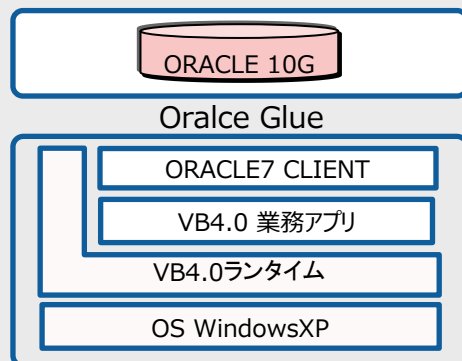 ORACLE 10G
Oralce Glue
ORACLE7 CLIENT
VB4.0 業務アプリ
VB4.0ランタイム
OS WindowsXP